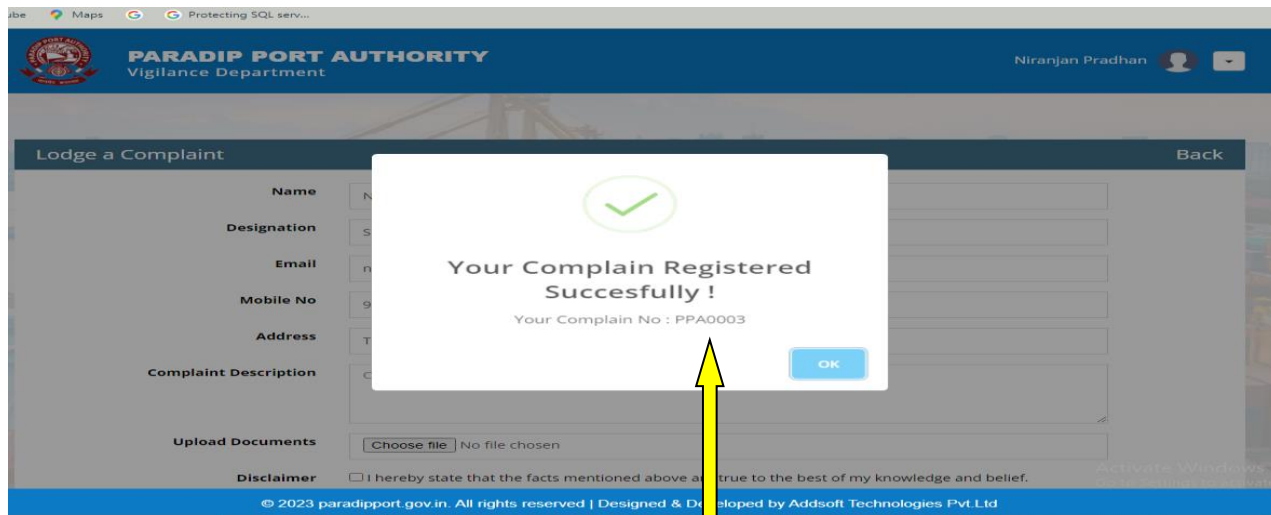 Maps
Protecting SQL serv...
PARADIP PORT AUTHORITY
Vigilance Department
Niranjan Pradhan
Lodge a Complaint
Back
Name
N
Designation
S
Email
n
Mobile No
9
Address
T
Complaint Description
C
Upload Documents
Choose file No file chosen
Disclaimer
I hereby state that the facts mentioned above are true to the best of my knowledge and belief.
Your Complain Registered
Succesfully !
Your Complain No : PPA0003
OK
Activate Windows
© 2023 paradipport.gov.in. All rights reserved | Designed & Developed by Addsoft Technologies Pvt.Ltd